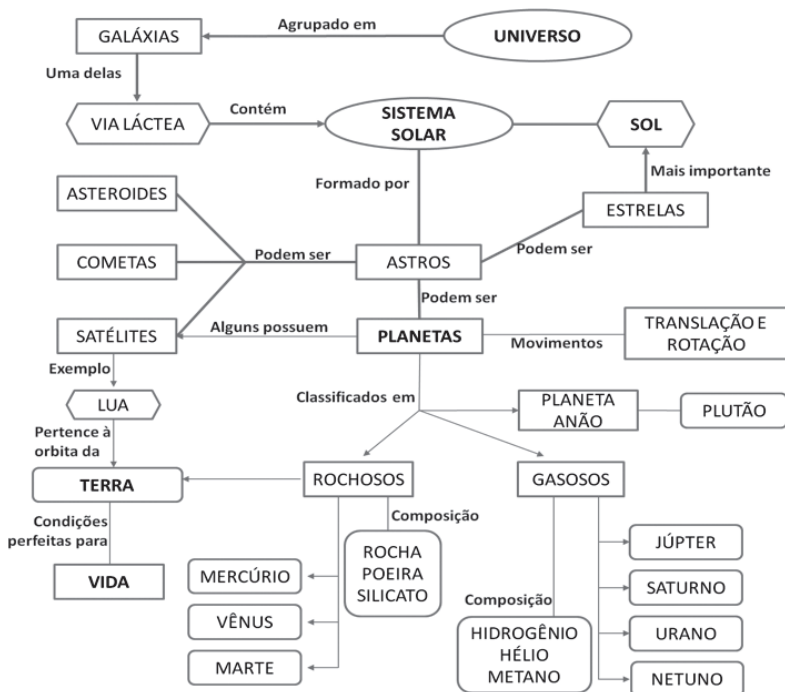 GALÁXIAS
Agrupado em
UNIVERSO
Uma delas
VIA LÁCTEA
Contém
SISTEMA
SOLAR
SOL
Formado por
Mais importante
ASTEROIDES
ESTRELAS
COMETAS
Podem ser
ASTROS
Podem ser
Podem ser
SATÉLITES
Alguns possuem
PLANETAS
Movimentos
TRANSLAÇÃO E
ROTAÇÃO
Exemplo
LUA
Classificados em
PLANETA
ANÃO
PLUTÃO
Pertence à
orbita da
TERRA
ROCHOSOS
GASOSOS
Condições
perfeitas para
VIDA
Composição
ROCHA
POEIRA
SILICATO
MERCÚRIO
VÊNUS
MARTE
Composição
HIDROGÊNIO
HÉLIO
METANO
JÚPTER
SATURNO
URANO
NETUNO